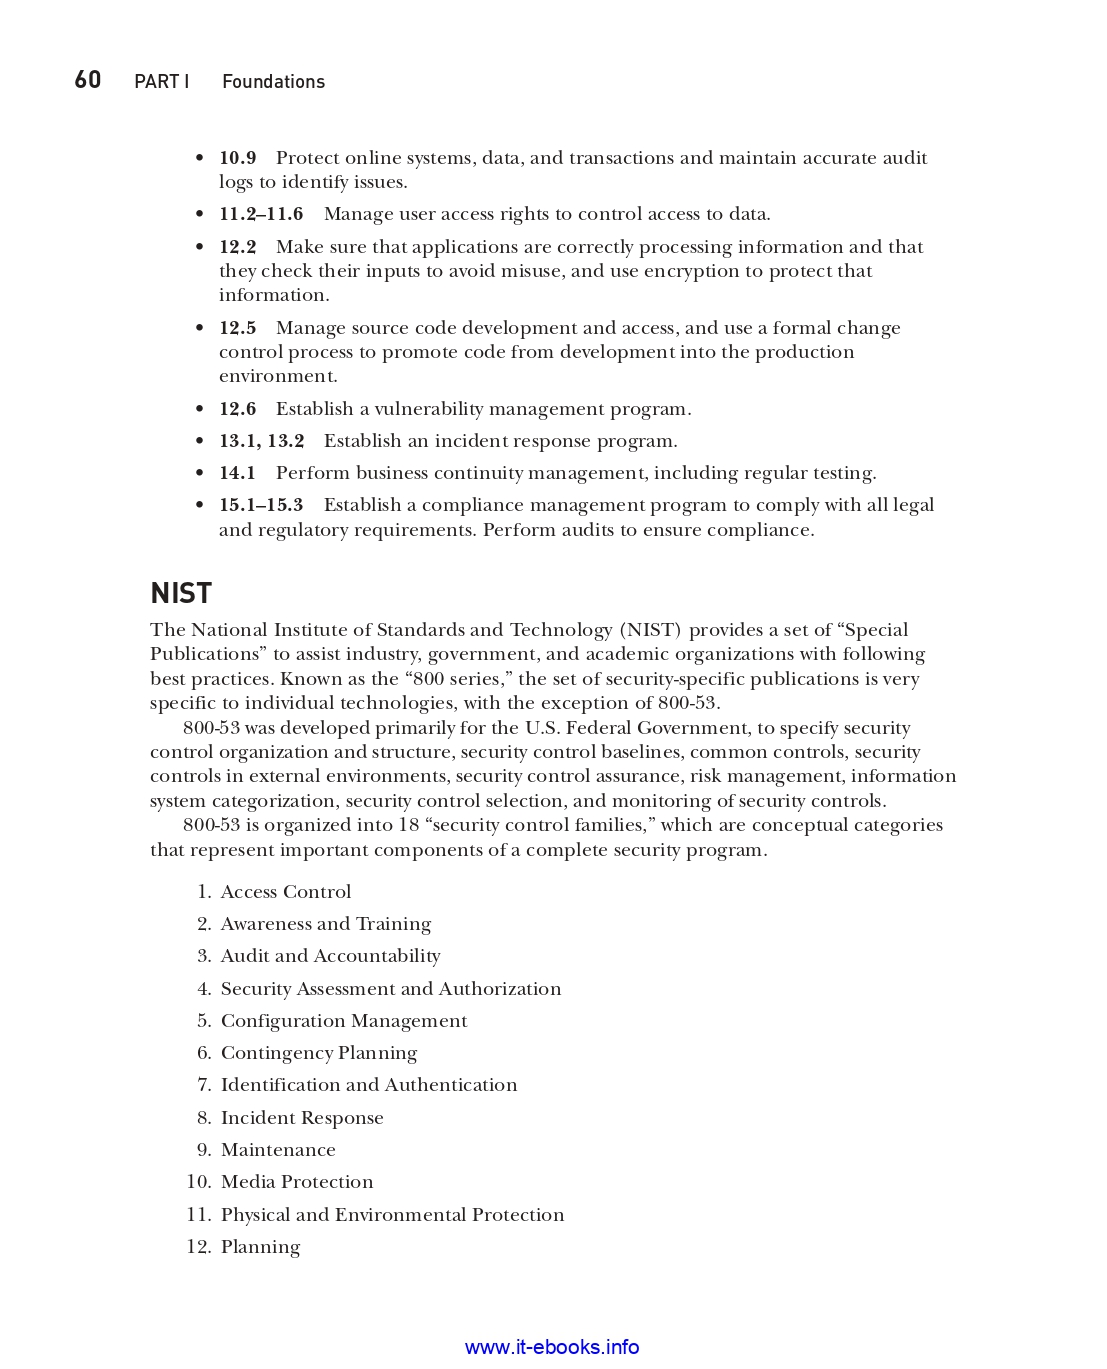 60 PART I Foundations
• 10.9 Protect online systems, data, and transactions and maintain accurate audit
logs to identify issues.
• 11.2–11.6 Manage user access rights to control access to data.
• 12.2 Make sure that applications are correctly processing information and that
they check their inputs to avoid misuse, and use encryption to protect that
information.
• 12.5 Manage source code development and access, and use a formal change
control process to promote code from development into the production
environment.
• 12.6 Establish a vulnerability management program.
• 13.1, 13.2 Establish an incident response program.
• 14.1 Perform business continuity management, including regular testing.
• 15.1–15.3 Establish a compliance management program to comply with all legal
and regulatory requirements. Perform audits to ensure compliance.
NIST
The National Institute of Standards and Technology (NIST) provides a set of “Special
Publications” to assist industry, government, and academic organizations with following
best practices. Known as the “800 series,” the set of security-specific publications is very
specific to individual technologies, with the exception of 800-53.
800-53 was developed primarily for the U.S. Federal Government, to specify security
control organization and structure, security control baselines, common controls, security
controls in external environments, security control assurance, risk management, information
system categorization, security control selection, and monitoring of security controls.
800-53 is organized into 18 “security control families,” which are conceptual categories
that represent important components of a complete security program.
1. Access Control
2. Awareness and Training
3. Audit and Accountability
4. Security Assessment and Authorization
5. Configuration Management
6. Contingency Planning
7. Identification and Authentication
8. Incident Response
9. Maintenance
10. Media Protection
11. Physical and Environmental Protection
12. Planning
www.it-ebooks.info